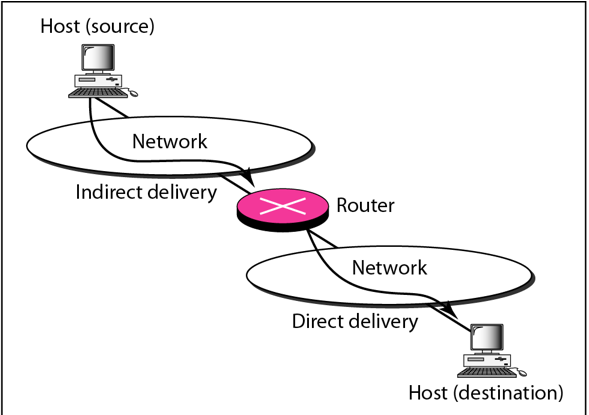 Host (source)
Network
Indirect delivery
Router
Network
Direct delivery
Host (destination)